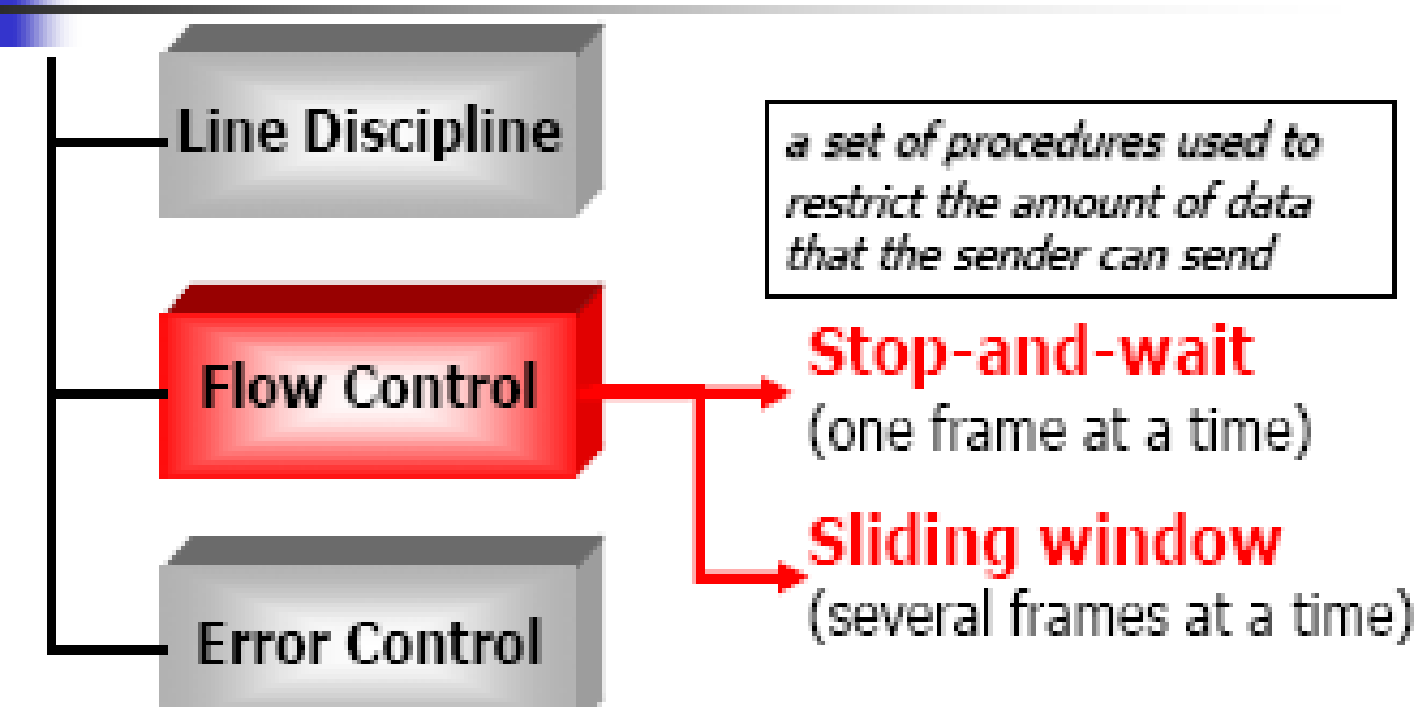 Line Discipline
a set of procedures used to
restrict the amount of data
that the sender can send
Flow Control
Stop-and-wait
(one frame at a time)
Sliding window
(several frames at a time)
Error Control